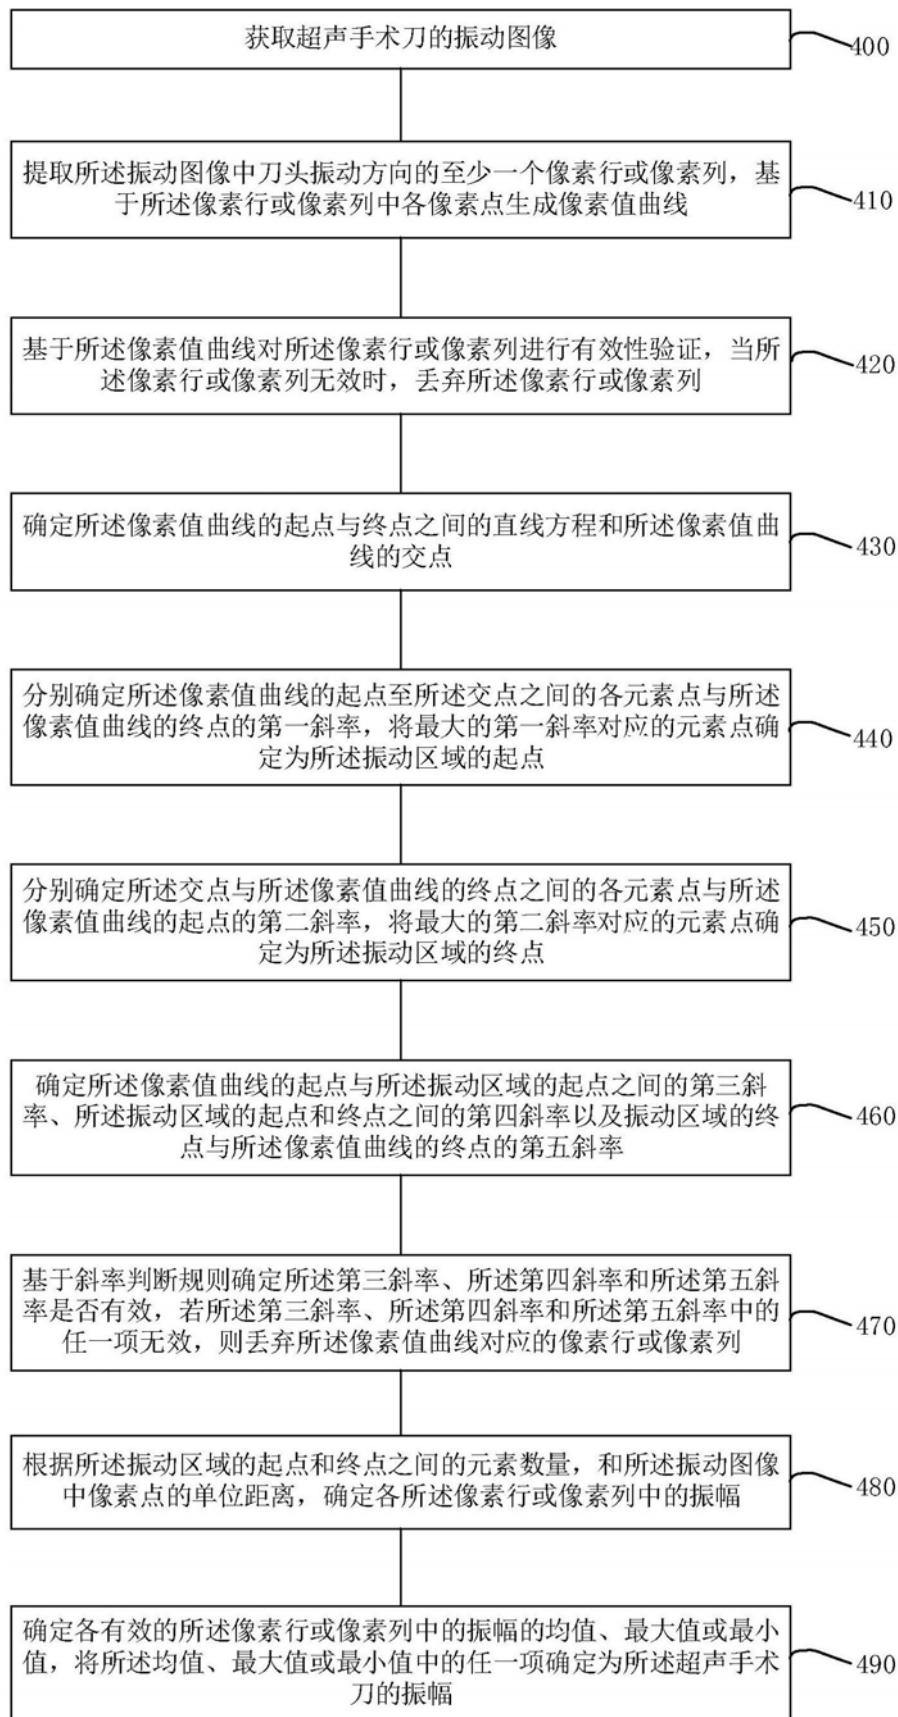 获取超声手术刀的振动图像
400
提取所述振动图像中刀头振动方向的至少一个像素行或像素列，基
于所述像素行或像素列中各像素点生成像素值曲线
410
基于所述像素值曲线对所述像素行或像素列进行有效性验证，当所
述像素行或像素列无效时，丢弃所述像素行或像素列
420
确定所述像素值曲线的起点与终点之间的直线方程和所述像素值曲
线的交点
430
分别确定所述像素值曲线的起点至所述交点之间的各元素点与所述
像素值曲线的终点的第一斜率，将最大的第一斜率对应的元素点确
定为所述振动区域的起点
440
分别确定所述交点与所述像素值曲线的终点之间的各元素点与所述
像素值曲线的起点的第二斜率，将最大的第二斜率对应的元素点确
定为所述振动区域的终点
450
确定所述像素值曲线的起点与所述振动区域的起点之间的第三斜
率、所述振动区域的起点和终点之间的第四斜率以及振动区域的终
点与所述像素值曲线的终点的第五斜率
460
基于斜率判断规则确定所述第三斜率、所述第四斜率和所述第五斜
率是否有效，若所述第三斜率、所述第四斜率和所述第五斜率中的
任一项无效，则丢弃所述像素值曲线对应的像素行或像素列
470
根据所述振动区域的起点和终点之间的元素数量，和所述振动图像
中像素点的单位距离，确定各所述像素行或像素列中的振幅
480
确定各有效的所述像素行或像素列中的振幅的均值、最大值或最小
值，将所述均值、最大值或最小值中的任一项确定为所述超声手术
刀的振幅
490